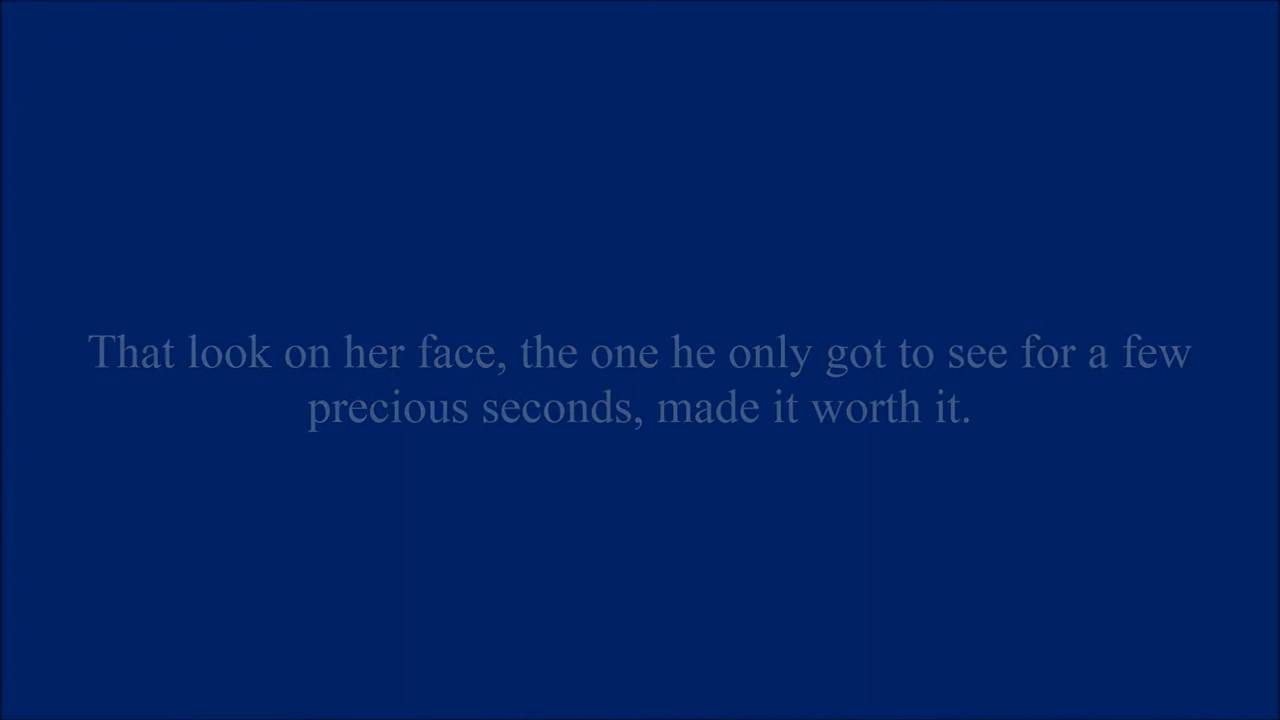 That look on her face, the one he only got to see for a few
precious seconds, made it worth it.